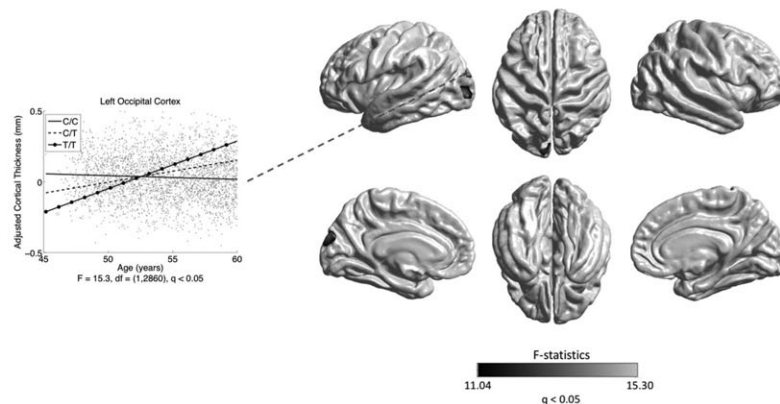 Left Occipital Cortex
Adjusted Cortical Thickness (mm)
0.5
0
−0.5
C/C
C/T
T/T
45 50 55 60
Age (years)
F = 15.3, df = (1,2860), q < 0.05
F-statistics
11.04 15.30
q < 0.05